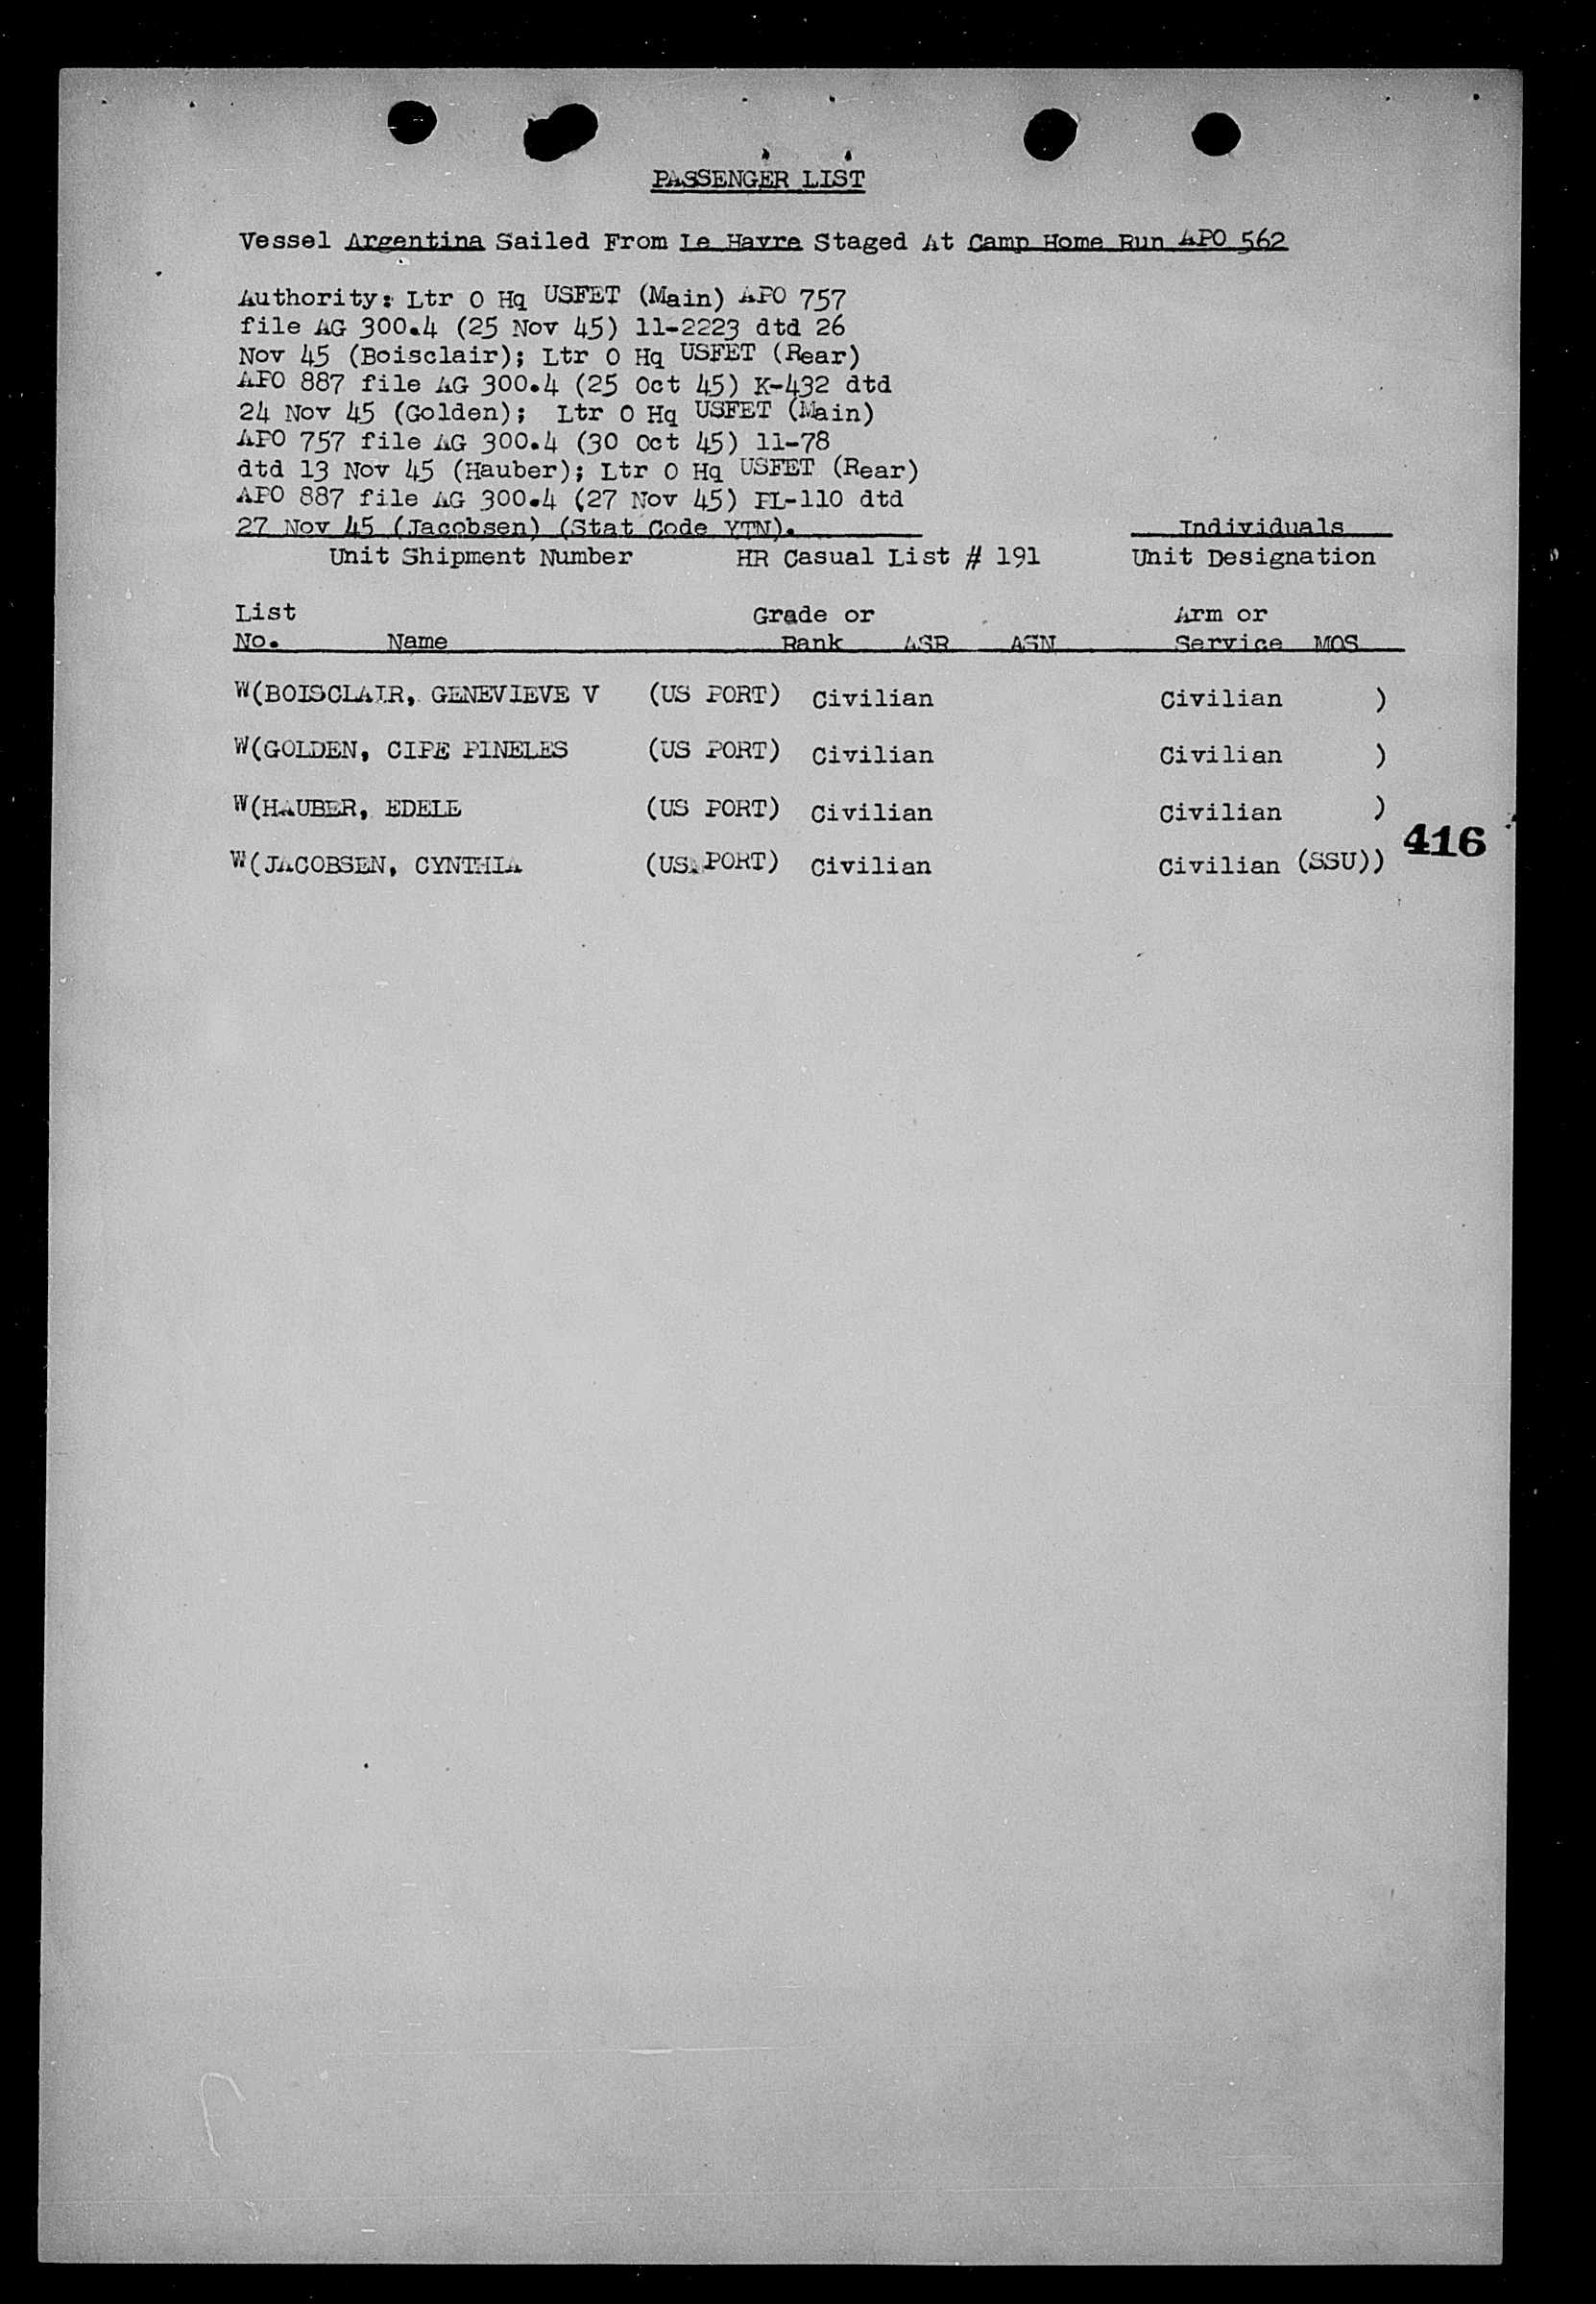 PASSENGER LIST
Vessel Argentina Sailed From Le Havre Staged At Camp Home Run APO 562
Authority: Ltr O Hq USFET (Main) APO 757
file AG 300.4 (25 Nov 45) 11-2223 dtd 26
Nov 45 (Boisclair); Ltr O Hq USFET (Rear)
APO 887 file AG 300.4 (25 Oct 45) K-432 dtd
24 Nov 45 (Golden); Ltr O Hq USFET (Main)
APO 757 file AG 300.4 (30 Oct 45) 11-78
dtd 13 Nov 45 (Hauber); Ltr O Hq USFET (Rear)
APO 887 file AG 300.4 (27 Nov 45) PL-110 dtd
27 Nov 45 (Jacobsen) (Stat Code YTN). Individuals
Unit Shipment Number HR Casual List # 191 Unit Designation
List Grade or Arm or
No. Name Rank ASR ASN Service MOS
W(BOISCLAIR, GENEVIEVE V (US PORT) Civilian Civilian )
W(GOLDEN, CIPE PINELES (US PORT) Civilian Civilian )
W(HAUBER, EDELE (US PORT) Civilian Civilian )
416
W(JACOBSEN, CYNTHIA (US PORT) Civilian Civilian (SSU))